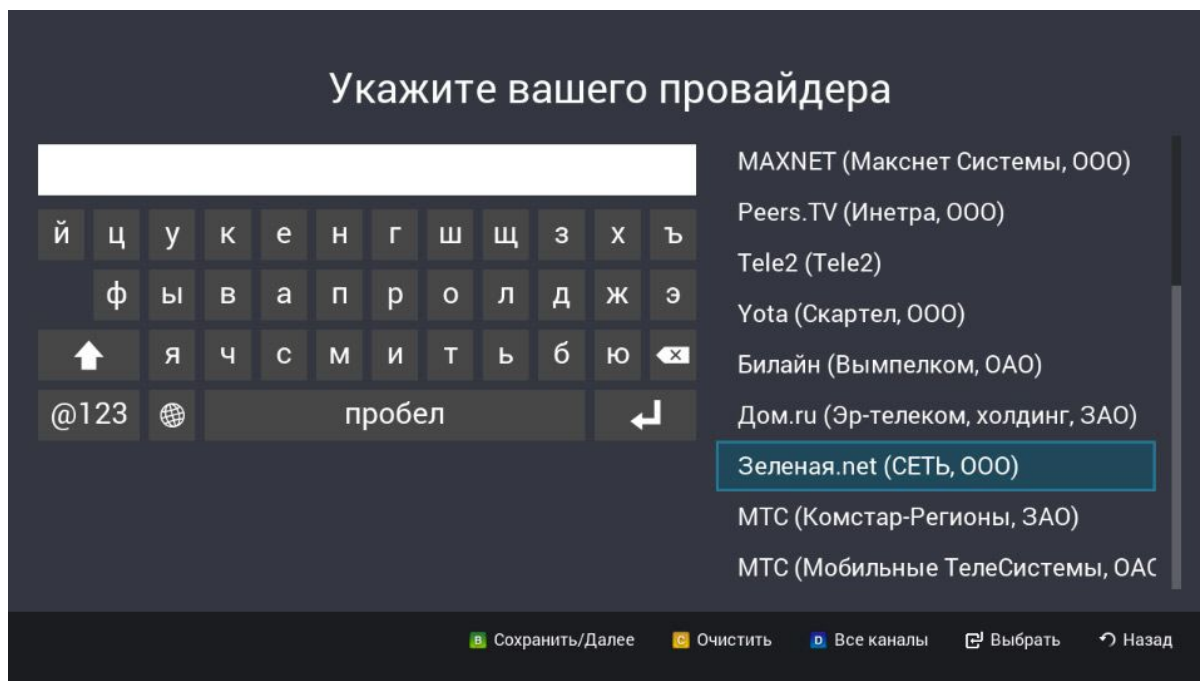 Укажите вашего провайдера
й ц у к е н г ш щ з х ъ
ф ы в а п р о л д ж э
я ч с м и т ь б ю
@123 пробел
MAXNET (Макснет Системы, ООО)
Peers.TV (Инетра, ООО)
Tele2 (Tele2)
Yota (Скартел, ООО)
Билайн (Вымпелком, ОАО)
Дом.ru (Эр-телеком, холдинг, ЗАО)
Зеленая.net (СЕТЬ, ООО)
МТС (Комстар-Регионы, ЗАО)
МТС (Мобильные ТелеСистемы, ОАС
B Сохранить/Далее C Очистить D Все каналы Выбрать Назад